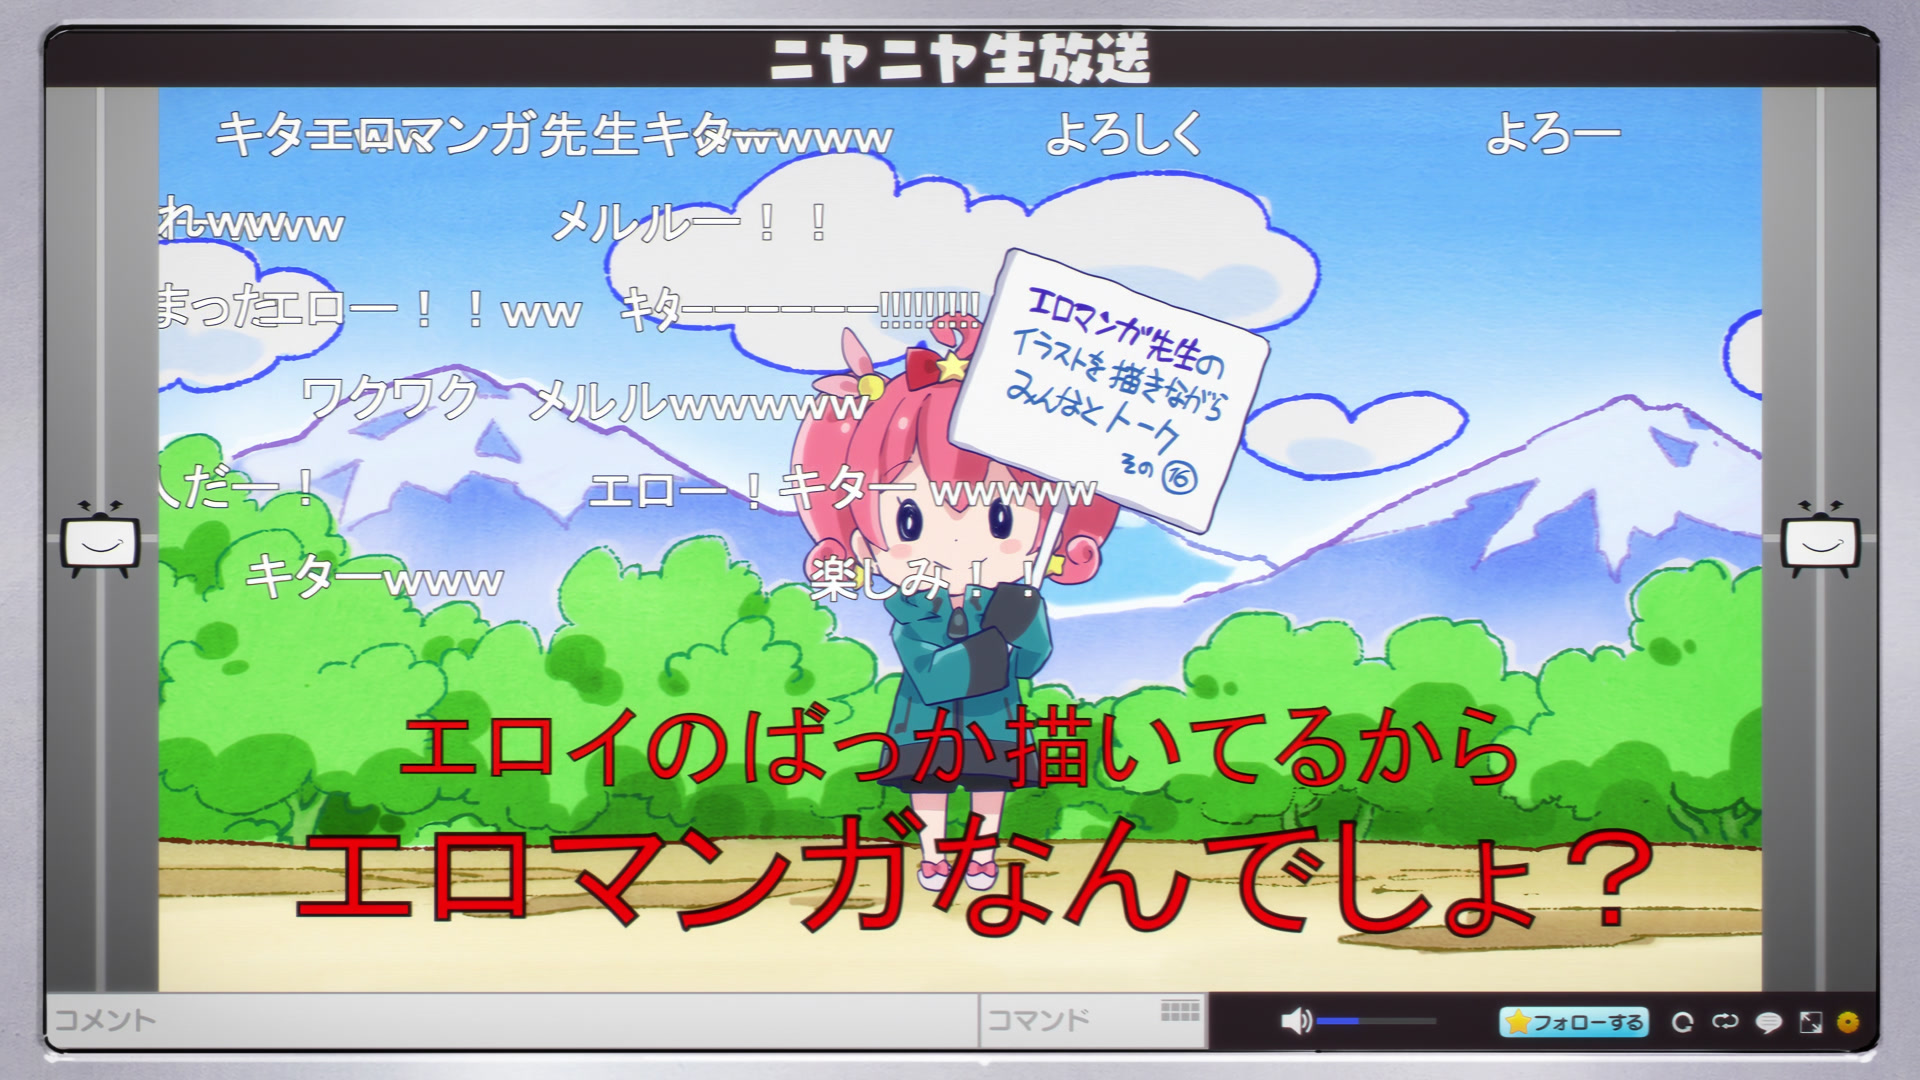 ニヤニヤ生放送
キター
エロマンガ先生キター
wwwww
よろしく
よろー
れwww
メルルー！！
まった
エロー！！ww
ｷﾀーーーーーー!!!!!!!!!
ワクワク
メルルwwwwww
だー！
エロー！
キターwwwww
キターwww
楽しみ！！
エロマンガ先生の
イラストを描きながら
みんなとトーク
その⑯
エロイのばっか描いてるから
エロマンガなんでしょ？
コメント
コマンド
フォローする